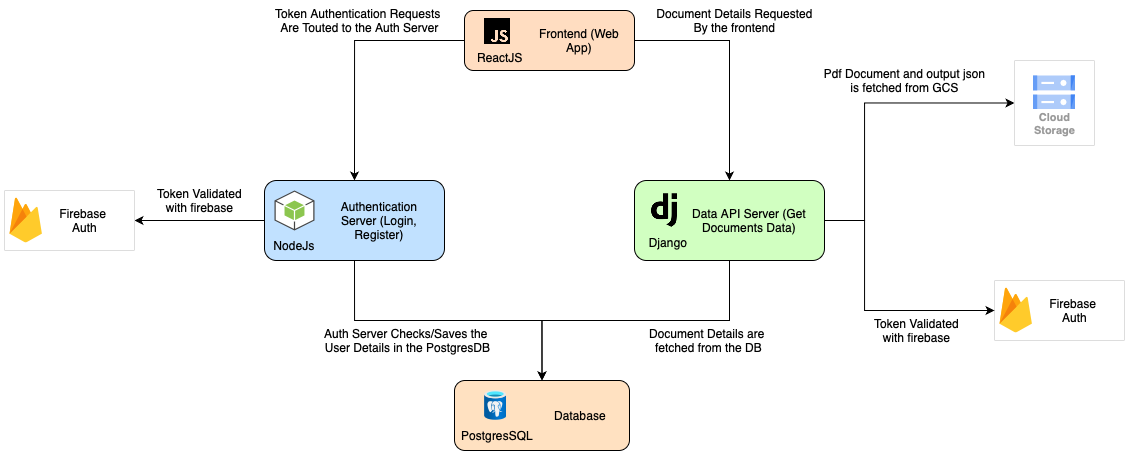 Token Authentication Requests
Are Touted to the Auth Server
JS
ReactJS
Frontend (Web
App)
Document Details Requested
By the frontend
Pdf Document and output json
is fetched from GCS
Cloud
Storage
Firebase
Auth
Token Validated
with firebase
NodeJs
Authentication
Server (Login,
Register)
dj
Django
Data API Server (Get
Documents Data)
Firebase
Auth
Token Validated
with firebase
Auth Server Checks/Saves the
User Details in the PostgresDB
Document Details are
fetched from the DB
PostgresSQL
Database